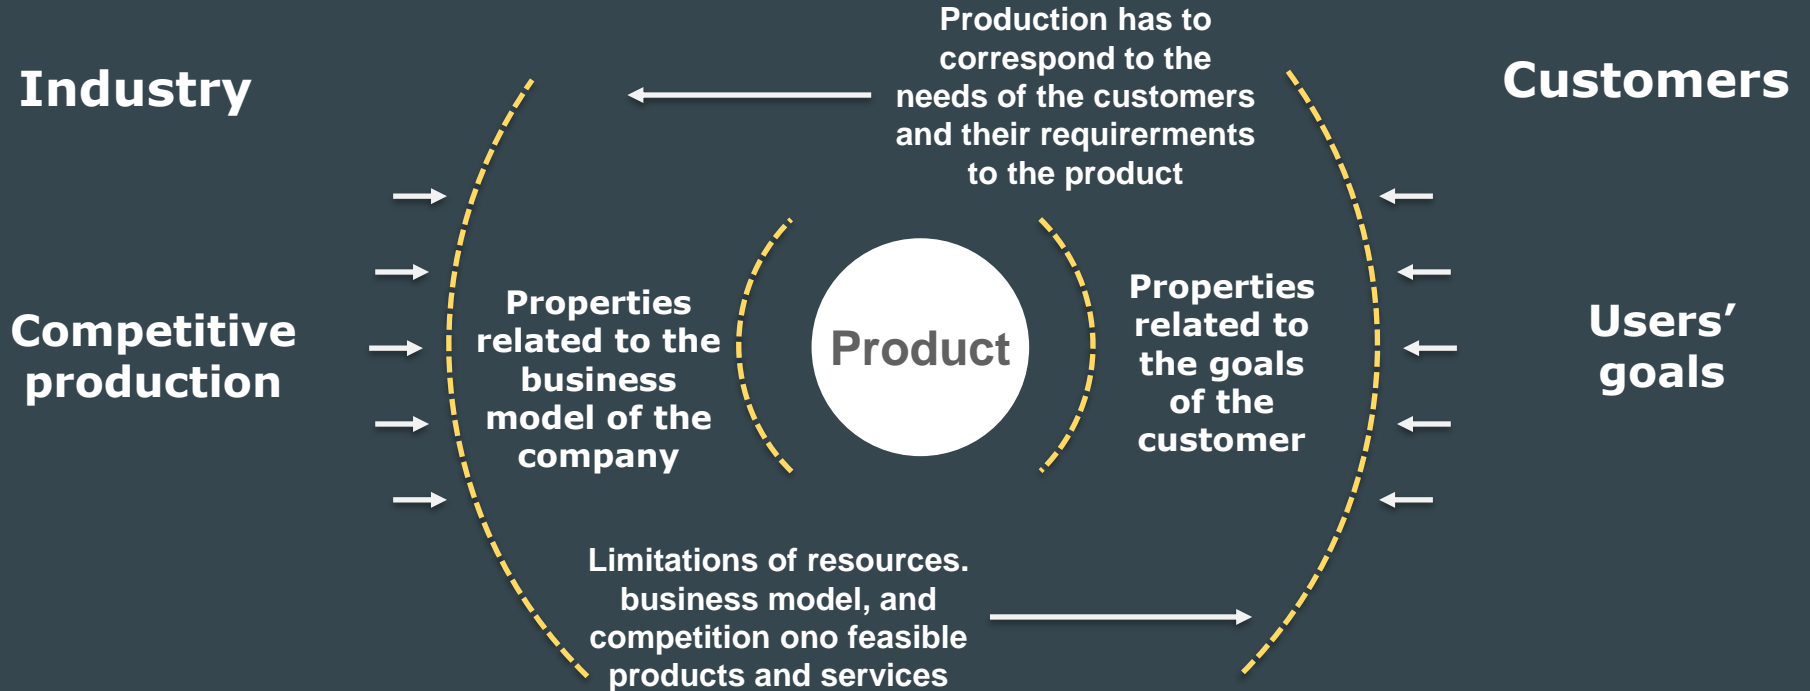 Industry
Production has to
correspond to the
needs of the customers
and their requirerments
to the product
Customers
Competitive
production
Properties
related to the
business
model of the
company
Product
Properties
related to
the goals
of the
customer
Users’
goals
Limitations of resources.
business model, and
competition ono feasible
products and services